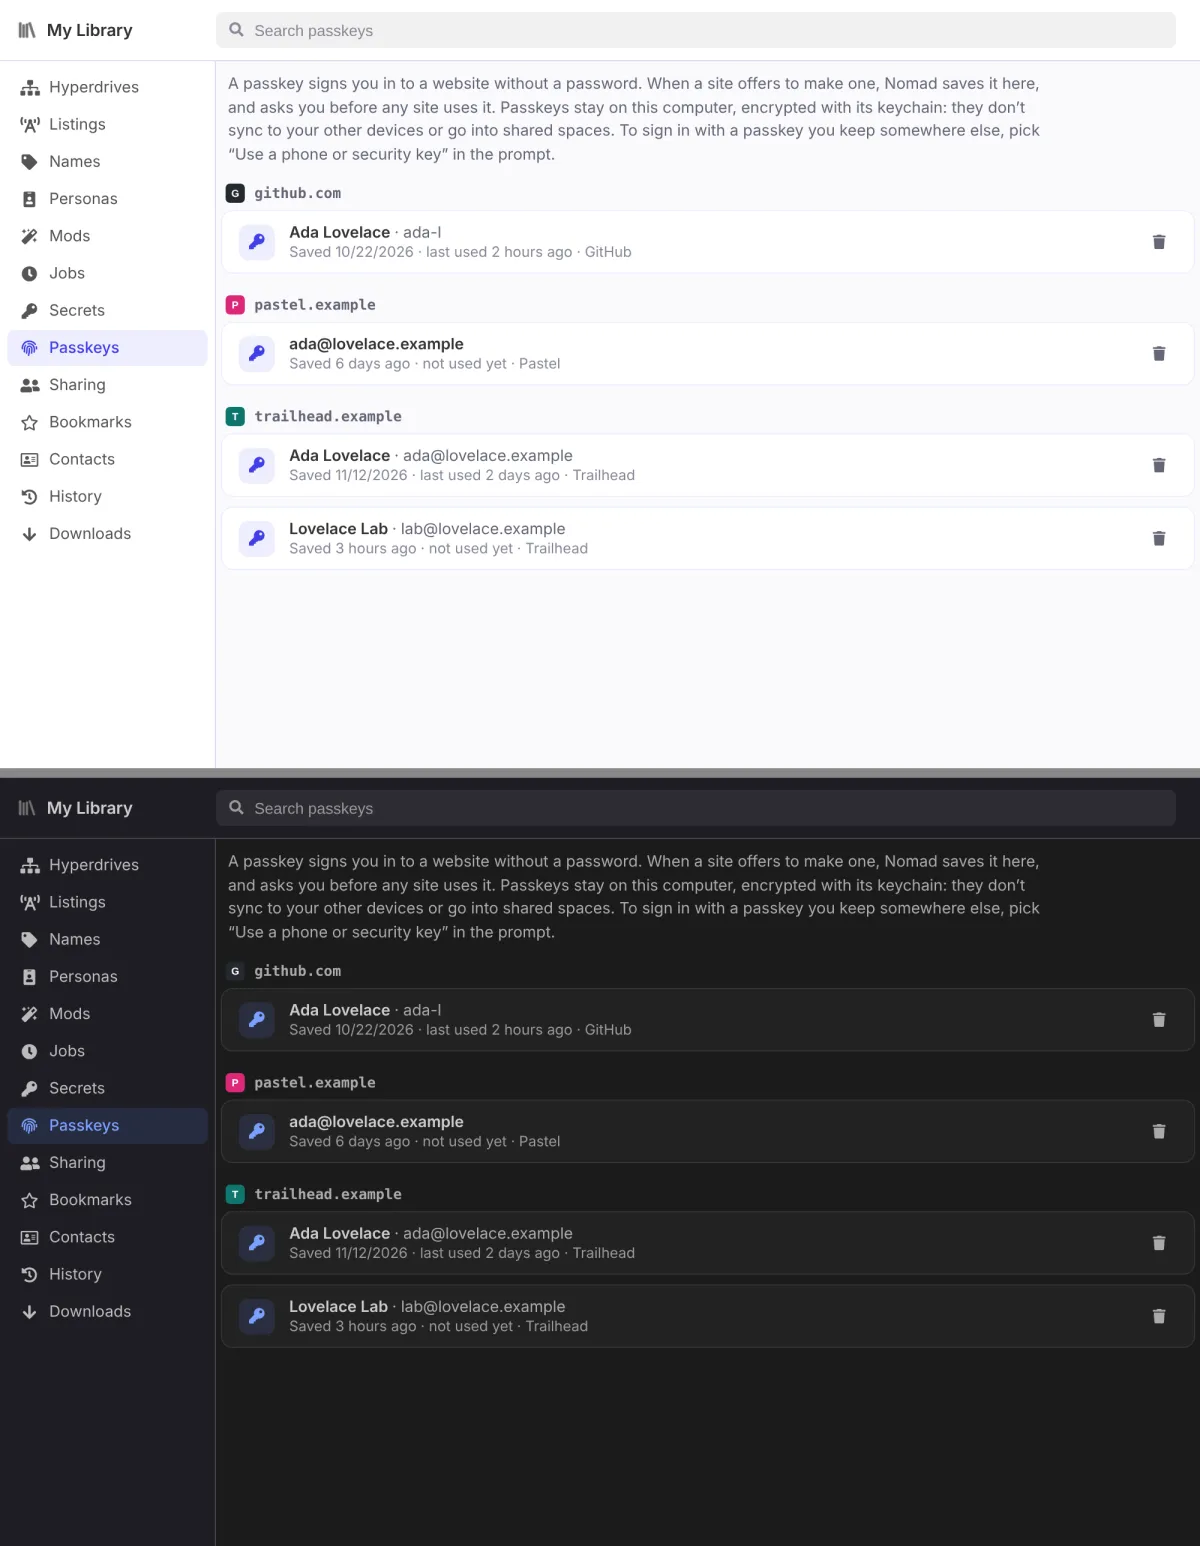 My Library
Search passkeys
Hyperdrives
Listings
Names
Personas
Mods
Jobs
Secrets
Passkeys
Sharing
Bookmarks
Contacts
History
Downloads
A passkey signs you in to a website without a password. When a site offers to make one, Nomad saves it here,
and asks you before any site uses it. Passkeys stay on this computer, encrypted with its keychain: they don’t
sync to your other devices or go into shared spaces. To sign in with a passkey you keep somewhere else, pick
“Use a phone or security key” in the prompt.
G github.com
Ada Lovelace · ada-l
Saved 10/22/2026 · last used 2 hours ago · GitHub
P pastel.example
ada@lovelace.example
Saved 6 days ago · not used yet · Pastel
T trailhead.example
Ada Lovelace · ada@lovelace.example
Saved 11/12/2026 · last used 2 days ago · Trailhead
Lovelace Lab · lab@lovelace.example
Saved 3 hours ago · not used yet · Trailhead
My Library
Search passkeys
Hyperdrives
Listings
Names
Personas
Mods
Jobs
Secrets
Passkeys
Sharing
Bookmarks
Contacts
History
Downloads
A passkey signs you in to a website without a password. When a site offers to make one, Nomad saves it here,
and asks you before any site uses it. Passkeys stay on this computer, encrypted with its keychain: they don’t
sync to your other devices or go into shared spaces. To sign in with a passkey you keep somewhere else, pick
“Use a phone or security key” in the prompt.
G github.com
Ada Lovelace · ada-l
Saved 10/22/2026 · last used 2 hours ago · GitHub
P pastel.example
ada@lovelace.example
Saved 6 days ago · not used yet · Pastel
T trailhead.example
Ada Lovelace · ada@lovelace.example
Saved 11/12/2026 · last used 2 days ago · Trailhead
Lovelace Lab · lab@lovelace.example
Saved 3 hours ago · not used yet · Trailhead